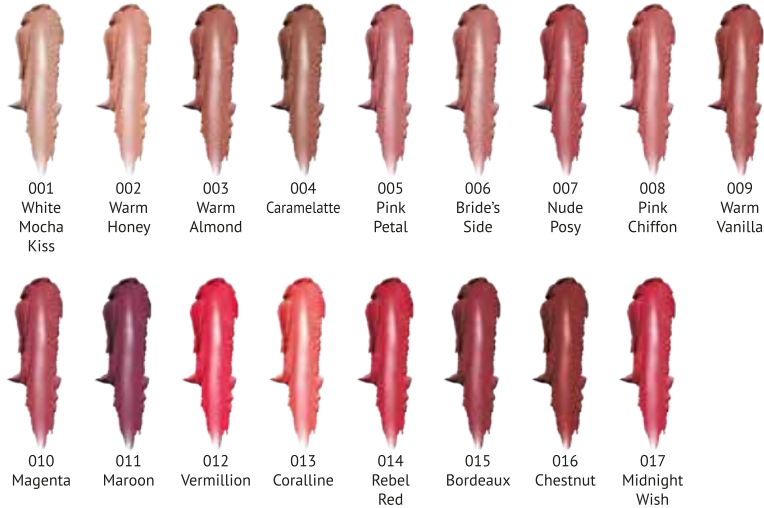 001
White
Mocha
Kiss
002
Warm
Honey
003
Warm
Almond
004
Caramelatte
005
Pink
Petal
006
Bride's
Side
007
Nude
Posy
008
Pink
Chiffon
009
Warm
Vanilla
010
Magenta
011
Maroon
012
Vermillion
013
Coralline
014
Rebel
Red
015
Bordeaux
016
Chestnut
017
Midnight
Wish